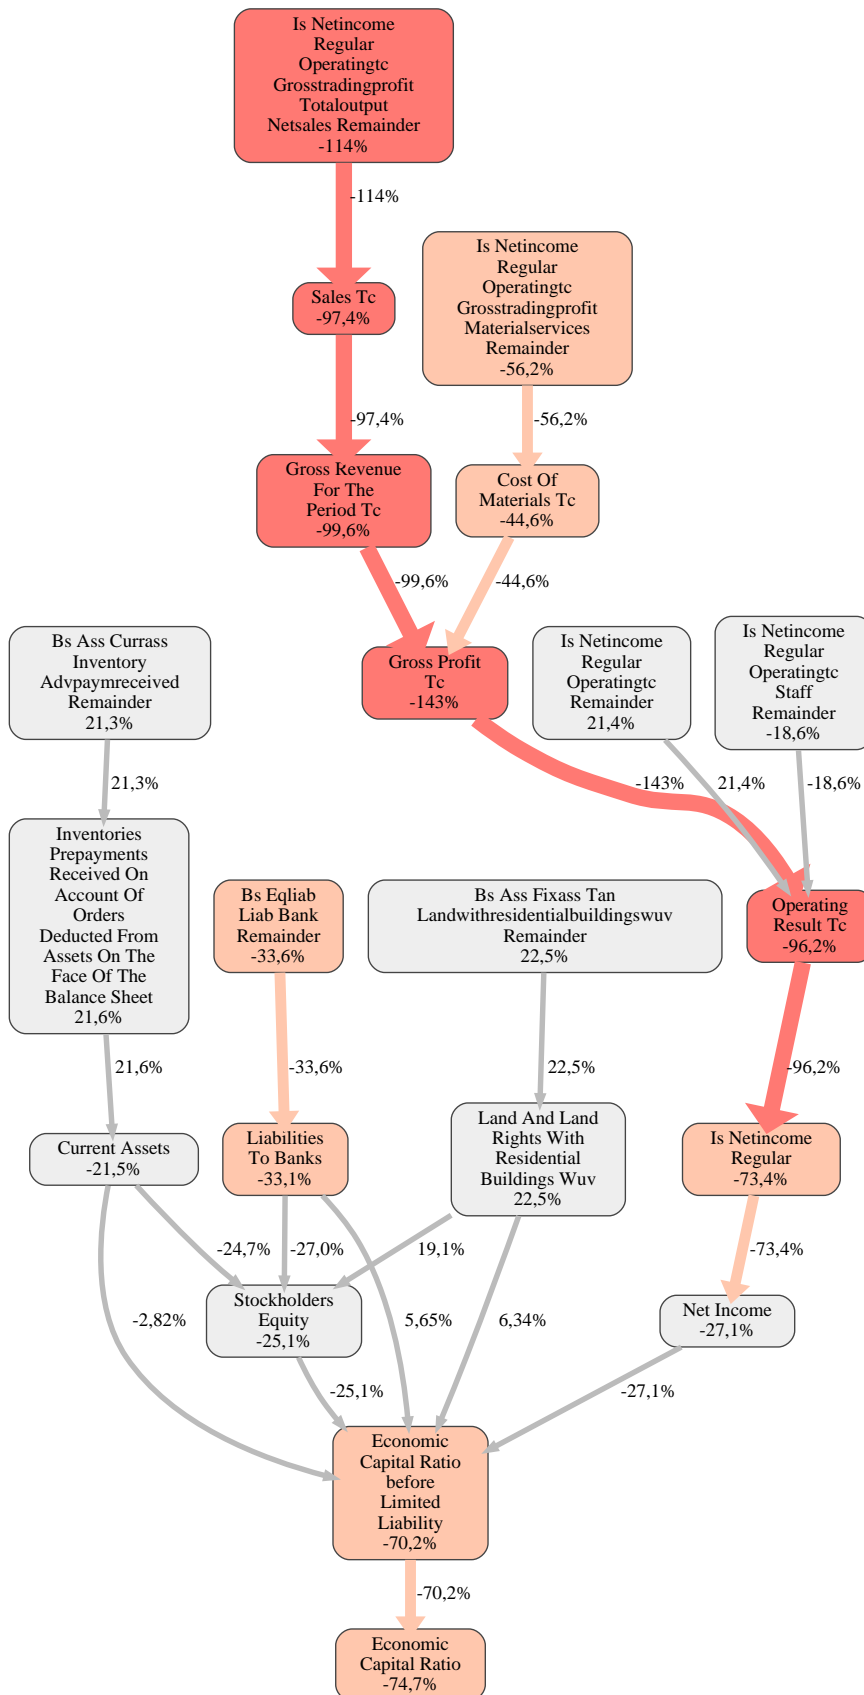 Is Netincome
Regular
Operatingtc
Grosstradingprofit
Totaloutput
Netsales Remainder
-114%
-114%
Is Netincome
Regular
Operatingtc
Grosstradingprofit
Materialservices
Remainder
-56,2%
Sales Tc
-97,4%
-97,4%
-56,2%
Gross Revenue
For The
Period Tc
-99,6%
Cost Of
Materials Tc
-44,6%
-99,6%
-44,6%
Bs Ass Currass
Inventory
Advpaymreceived
Remainder
21,3%
Gross Profit
Tc
-143%
Is Netincome
Regular
Operatingtc
Remainder
21,4%
Is Netincome
Regular
Operatingtc
Staff
Remainder
-18,6%
21,3%
-143%
21,4%
-18,6%
Inventories
Prepayments
Received On
Account Of
Orders
Deducted From
Assets On The
Face Of The
Balance Sheet
21,6%
Bs Eqliab
Liab Bank
Remainder
-33,6%
Bs Ass Fixass Tan
Landwithresidentialbuildingswuv
Remainder
22,5%
Operating
Result Tc
-96,2%
21,6%
-33,6%
22,5%
-96,2%
Current Assets
-21,5%
Liabilities
To Banks
-33,1%
Land And Land
Rights With
Residential
Buildings Wuv
22,5%
Is Netincome
Regular
-73,4%
-24,7%
-27,0%
19,1%
-73,4%
-2,82%
Stockholders
Equity
-25,1%
5,65%
6,34%
Net Income
-27,1%
-25,1%
-27,1%
Economic
Capital Ratio
before
Limited
Liability
-70,2%
-70,2%
Economic
Capital Ratio
-74,7%